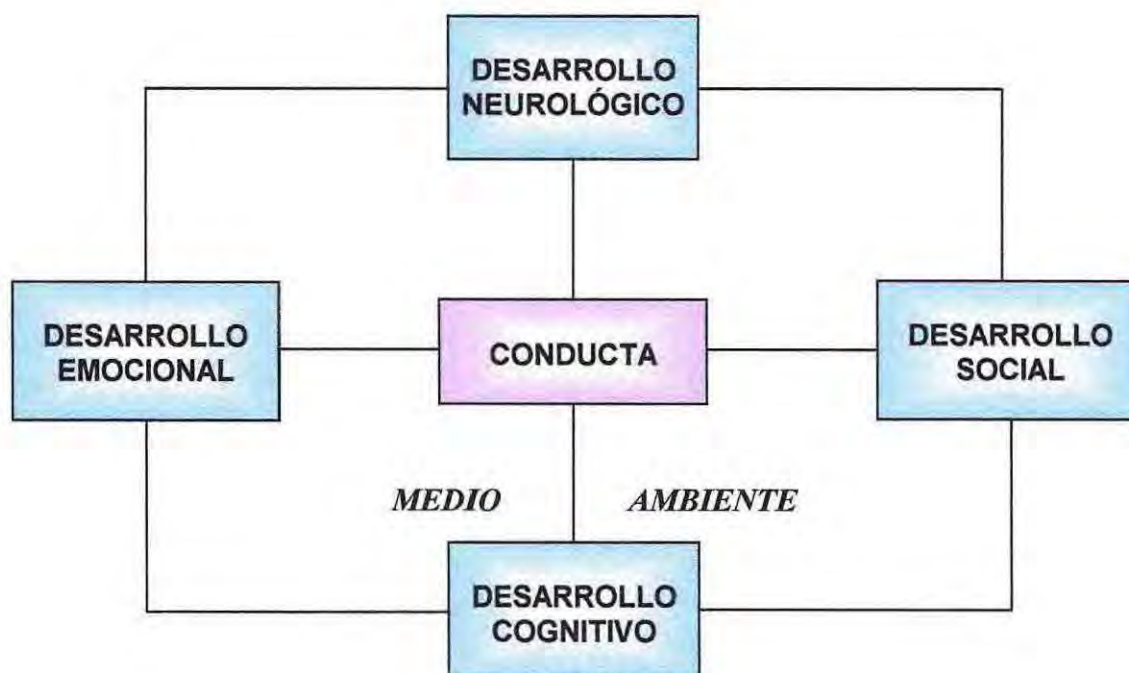 DESARROLLO
NEUROLÓGICO
DESARROLLO
EMOCIONAL
CONDUCTA
DESARROLLO
SOCIAL
MEDIO AMBIENTE
DESARROLLO
COGNITIVO